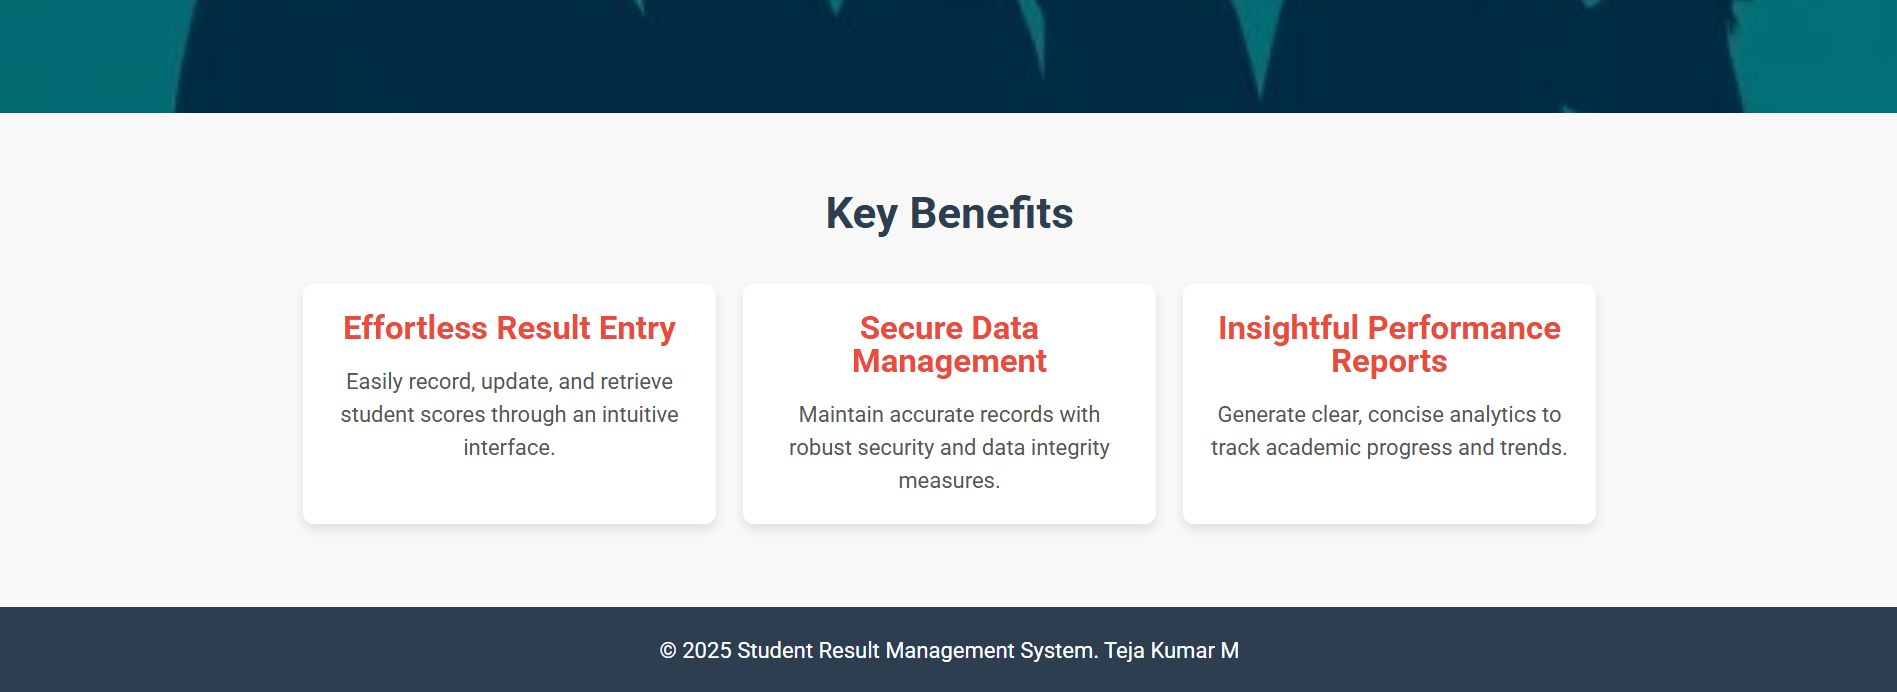 Key Benefits
Effortless Result Entry
Easily record, update, and retrieve
student scores through an intuitive
interface.
Secure Data
Management
Maintain accurate records with
robust security and data integrity
measures.
Insightful Performance
Reports
Generate clear, concise analytics to
track academic progress and trends.
© 2025 Student Result Management System. Teja Kumar M